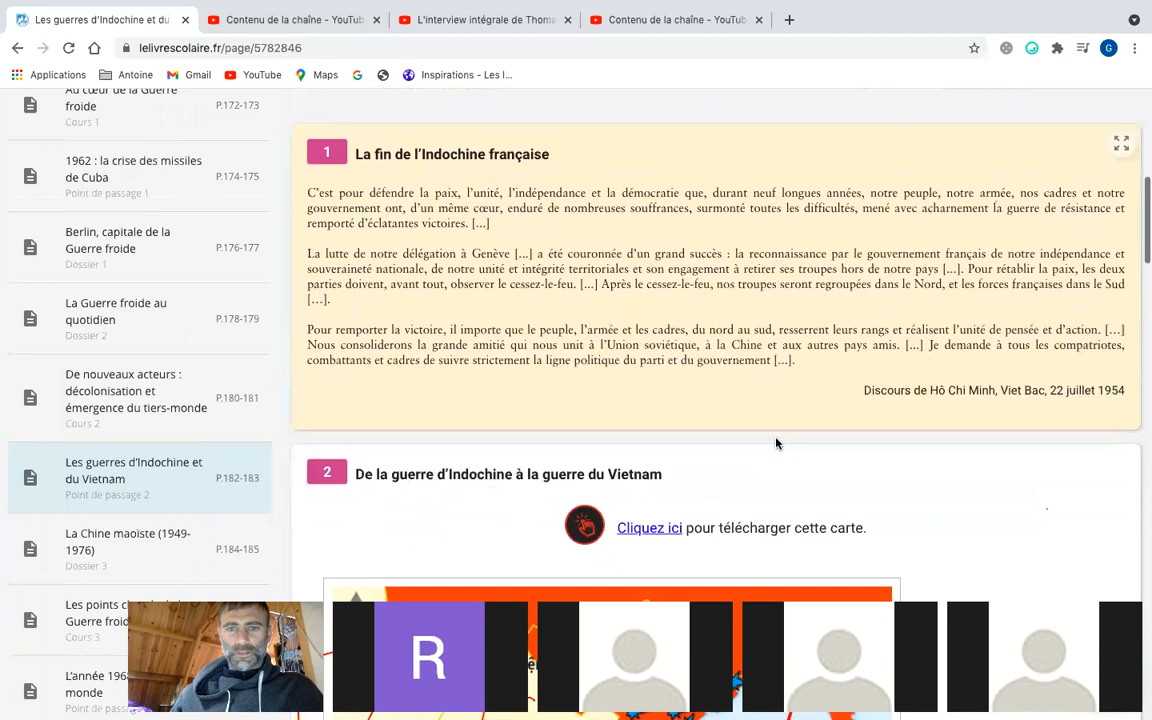 Les guerres d'Indochine et du
Contenu de la chaîne - YouTub
L'interview intégrale de Thome
Contenu de la chaîne - YouTub
lelivrescolaire.fr/page/5782846
G
Applications
Antoine
Gmail
YouTube
Maps
Inspirations - Les l...
Au cœur de la Guerre
froide
P.172-173
Cours 1
1962 : la crise des missiles
de Cuba
P.174-175
Point de passage 1
Berlin, capitale de la
Guerre froide
P.176-177
Dossier 1
La Guerre froide au
quotidien
P.178-179
Dossier 2
De nouveaux acteurs :
décolonisation et
émergence du tiers-monde
P.180-181
Cours 2
Les guerres d'Indochine et
du Vietnam
P.182-183
Point de passage 2
La Chine maoïste (1949-
1976)
P.184-185
Dossier 3
Les points c
Guerre froid
Cours 3
L'année 196
monde
Point de passag
1 La fin de l'Indochine française
C'est pour défendre la paix, l'unité, l'indépendance et la démocratie que, durant neuf longues années, notre peuple, notre armée, nos cadres et notre
gouvernement ont, d'un même cœur, enduré de nombreuses souffrances, surmonté toutes les difficultés, mené avec acharnement la guerre de résistance et
remporté d'éclatantes victoires. [...]
La lutte de notre délégation à Genève [...] a été couronnée d'un grand succès : la reconnaissance par le gouvernement français de notre indépendance et
souveraineté nationale, de notre unité et intégrité territoriales et son engagement à retirer ses troupes hors de notre pays [...]. Pour rétablir la paix, les deux
parties doivent, avant tout, observer le cessez-le-feu. [...] Après le cessez-le-feu, nos troupes seront regroupées dans le Nord, et les forces françaises dans le Sud
[...].
Pour remporter la victoire, il importe que le peuple, l'armée et les cadres, du nord au sud, resserrent leurs rangs et réalisent l'unité de pensée et d'action. [...]
Nous consoliderons la grande amitié qui nous unit à l'Union soviétique, à la Chine et aux autres pays amis. [...] Je demande à tous les compatriotes,
combattants et cadres de suivre strictement la ligne politique du parti et du gouvernement [...].
Discours de Hô Chi Minh, Viet Bac, 22 juillet 1954
2 De la guerre d'Indochine à la guerre du Vietnam
Cliquez ici pour télécharger cette carte.
R